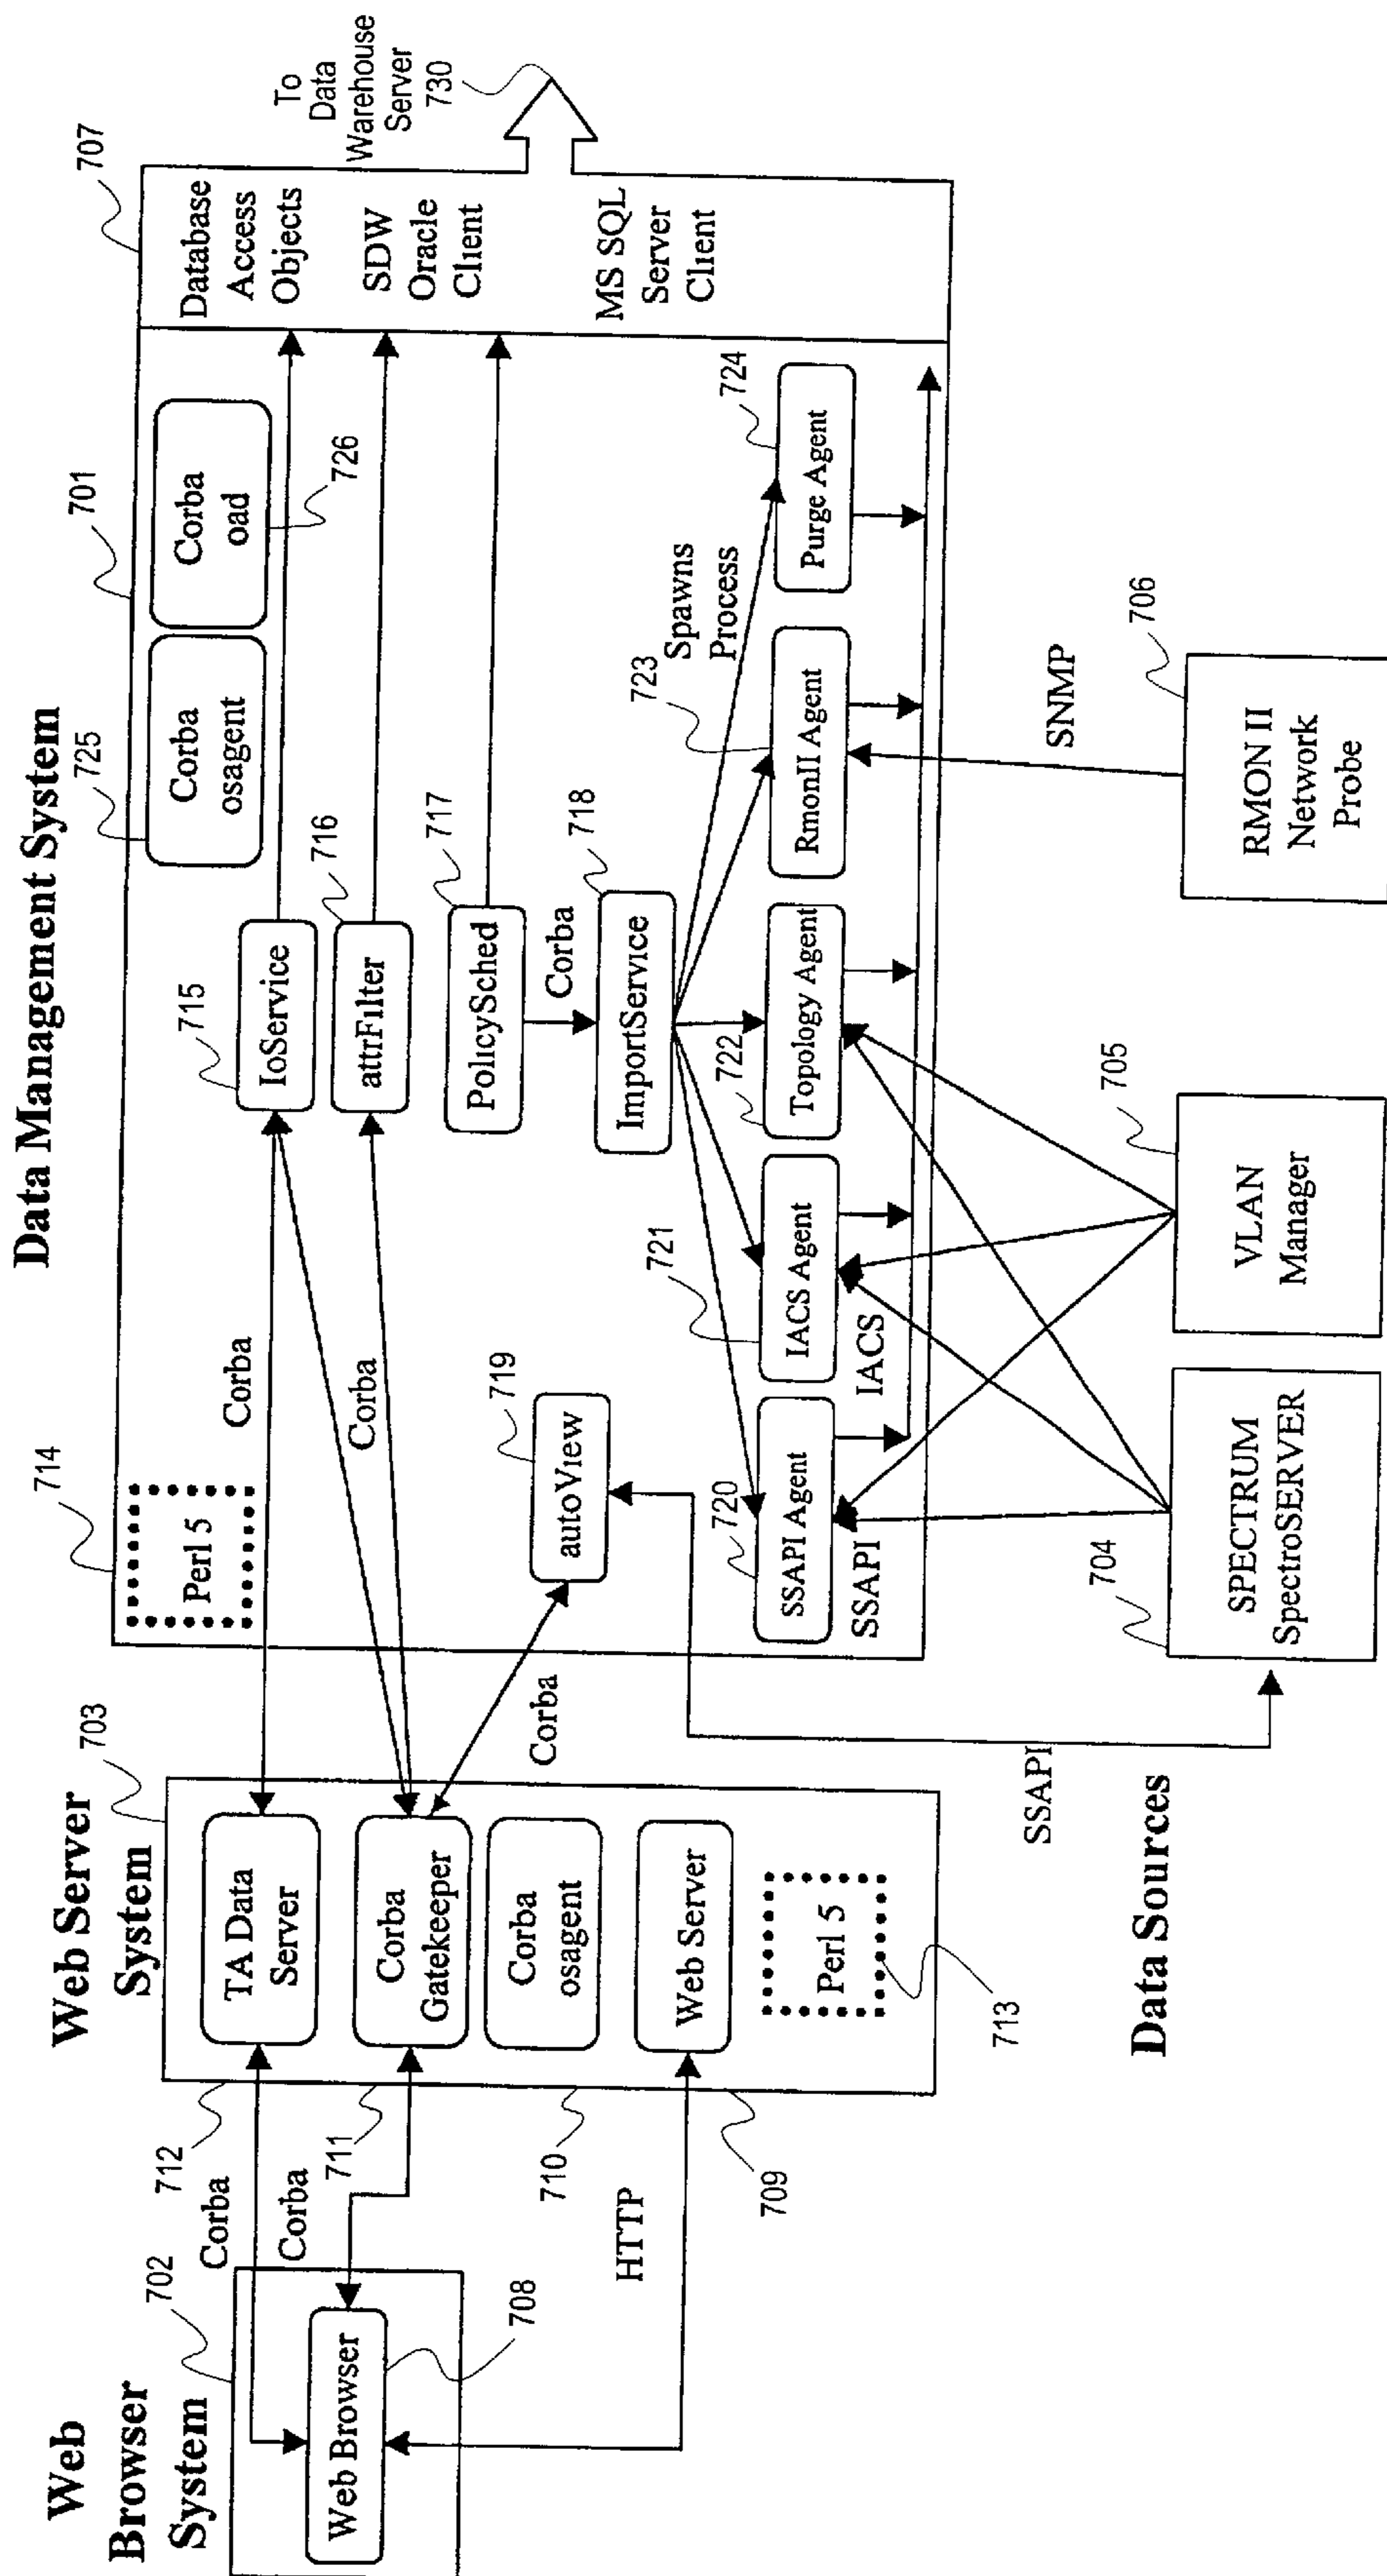 Data Management System
Web
Browser
System
Web Server
System
Data Sources
702
Web Browser
708
Corba
Corba
HTTP
712
711
710
709
703
TA Data
Server
Corba
Gatekeeper
Corba
osagent
Web Server
Perl 5
713
714
Perl 5
Corba
Corba
Corba
SSAPI
701
725
Corba
osagent
Corba
oad
726
715
IoService
716
attrFilter
717
PolicySched
Corba
718
ImportService
719
autoView
Spawns
Process
720
SSAPI Agent
SSAPI
721
IACS Agent
IACS
722
Topology Agent
723
RmonII Agent
724
Purge Agent
SNMP
704
SPECTRUM
SpectroSERVER
705
VLAN
Manager
706
RMON II
Network
Probe
707
Database
Access
Objects
SDW
Oracle
Client
MS SQL
Server
Client
To
Data
Warehouse
Server
730